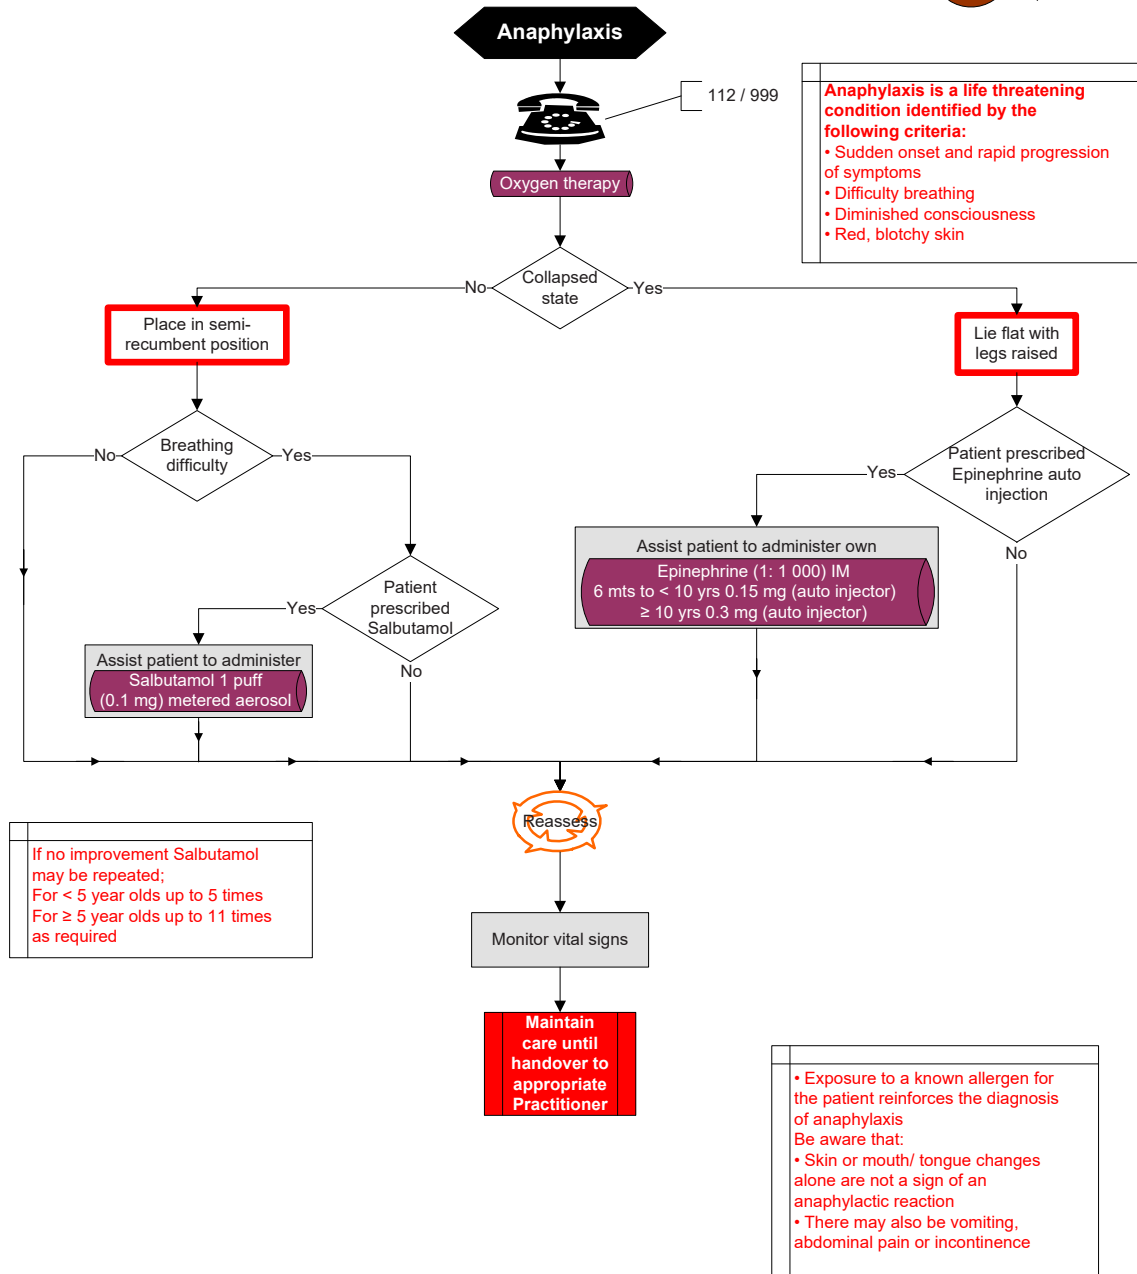 Anaphylaxis
112 / 999
Anaphylaxis is a life threatening
condition identified by the
following criteria:
• Sudden onset and rapid progression
of symptoms
• Difficulty breathing
• Diminished consciousness
• Red, blotchy skin
Oxygen therapy
Collapsed
state
No
Yes
Place in semi-
recumbent position
Lie flat with
legs raised
Breathing
difficulty
No
Yes
Patient prescribed
Epinephrine auto
injection
Yes
No
Assist patient to administer own
Epinephrine (1: 1 000) IM
6 mts to < 10 yrs 0.15 mg (auto injector)
≥ 10 yrs 0.3 mg (auto injector)
Patient
prescribed
Salbutamol
Yes
No
Assist patient to administer
Salbutamol 1 puff
(0.1 mg) metered aerosol
Reassess
If no improvement Salbutamol
may be repeated;
For < 5 year olds up to 5 times
For ≥ 5 year olds up to 11 times
as required
Monitor vital signs
Maintain
care until
handover to
appropriate
Practitioner
• Exposure to a known allergen for
the patient reinforces the diagnosis
of anaphylaxis
Be aware that:
• Skin or mouth/ tongue changes
alone are not a sign of an
anaphylactic reaction
• There may also be vomiting,
abdominal pain or incontinence